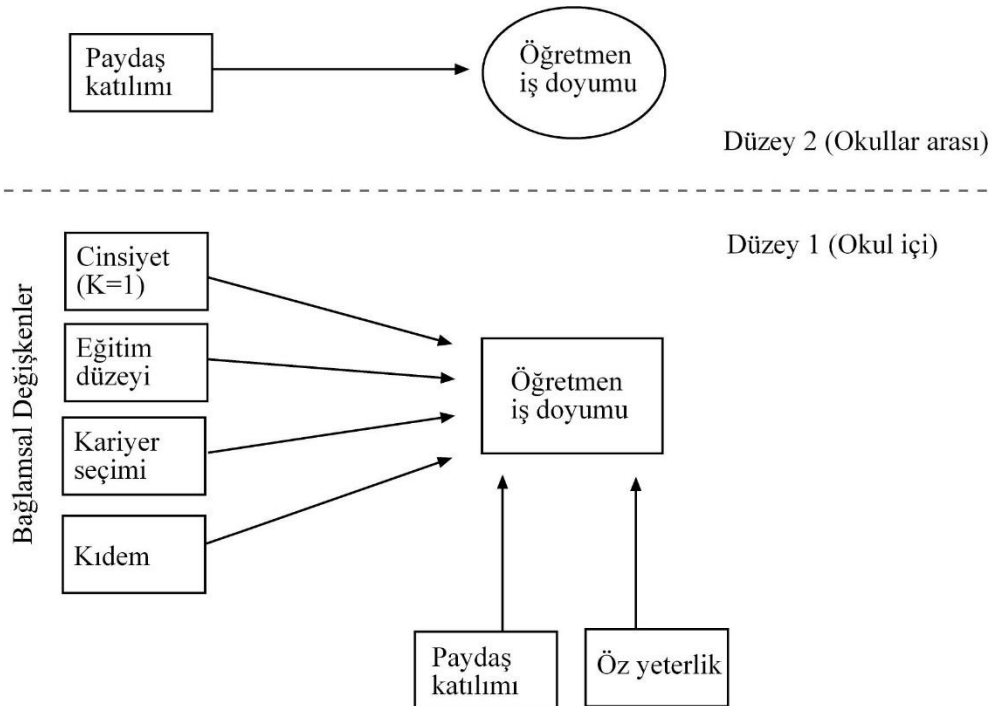 Paydaş
katılımı
Öğretmen
iş doyumu
Düzey 2 (Okullar arası)
Düzey 1 (Okul içi)
Bağlamsal Değişkenler
Cinsiyet
(K=1)
Eğitim
düzeyi
Kariyer
seçimi
Kıdem
Öğretmen
iş doyumu
Paydaş
katılımı
Öz yeterlik